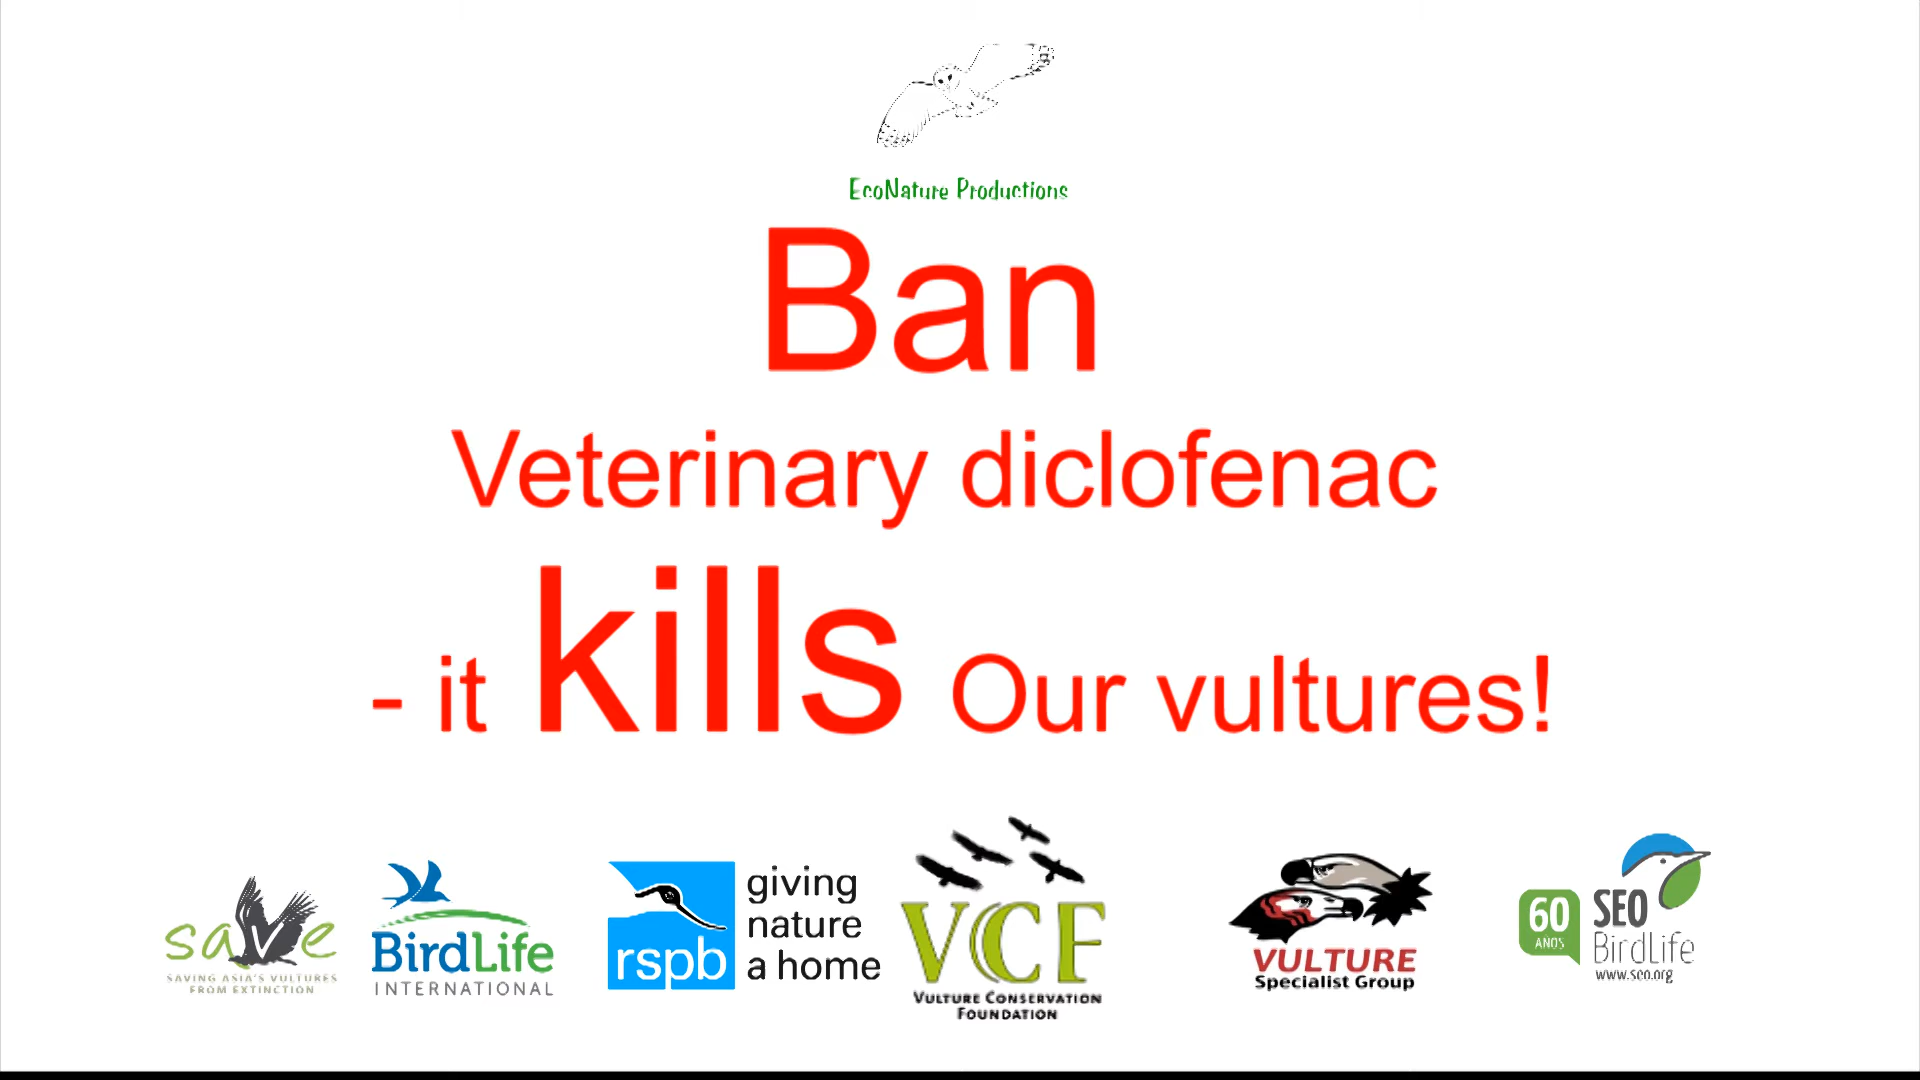 EcoNature Productions
Ban
Veterinary diclofenac
- it kills Our vultures!
save
SAVING ASIA'S VULTURES
FROM EXTINCTION
BirdLife
INTERNATIONAL
rspb
giving
nature
a home
VCF
VULTURE CONSERVATION
FOUNDATION
VULTURE
Specialist Group
60
AÑOS
SEO
BirdLife
www.seo.org